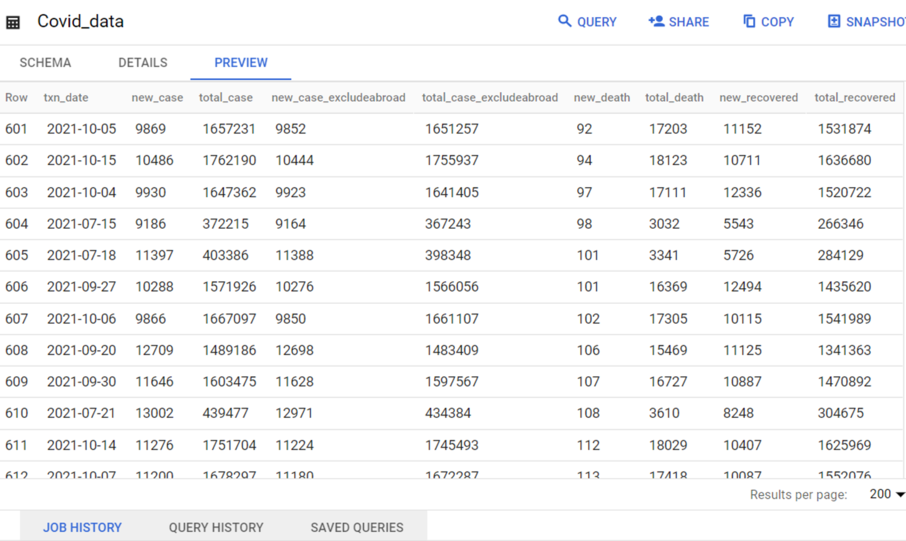 Covid_data QUERY SHARE COPY SNAPSHO
SCHEMA DETAILS PREVIEW
Row txn_date new_case total_case new_case_excludeabroad total_case_excludeabroad new_death total_death new_recovered total_recovered
601 2021-10-05 9869 1657231 9852 1651257 92 17203 11152 1531874
602 2021-10-15 10486 1762190 10444 1755937 94 18123 10711 1636680
603 2021-10-04 9930 1647362 9923 1641405 97 17111 12336 1520722
604 2021-07-15 9186 372215 9164 367243 98 3032 5543 266346
605 2021-07-18 11397 403386 11388 398348 101 3341 5726 284129
606 2021-09-27 10288 1571926 10276 1566056 101 16369 12494 1435620
607 2021-10-06 9866 1667097 9850 1661107 102 17305 10115 1541989
608 2021-09-20 12709 1489186 12698 1483409 106 15469 11125 1341363
609 2021-09-30 11646 1603475 11628 1597567 107 16727 10887 1470892
610 2021-07-21 13002 439477 12971 434384 108 3610 8248 304675
611 2021-10-14 11276 1751704 11224 1745493 112 18029 10407 1625969
612 2021-10-07 11200 1678297 11180 1672287 113 17418 10087 1552076
Results per page: 200
JOB HISTORY QUERY HISTORY SAVED QUERIES